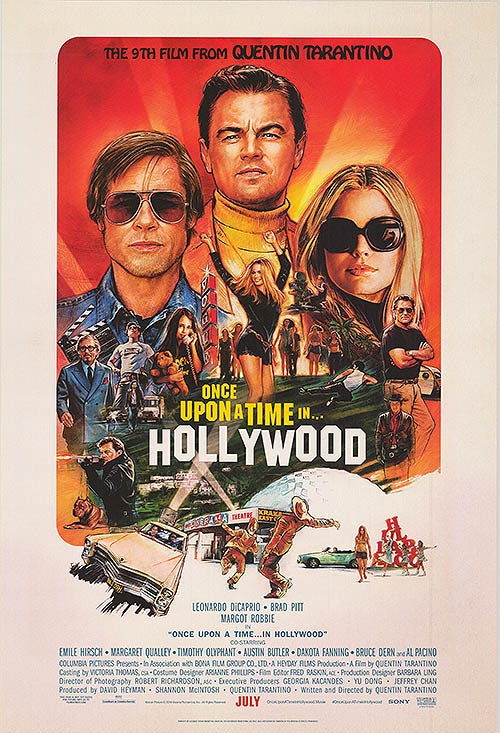 THE 9TH FILM FROM QUENTIN TARANTINO
ONCE
UPON A TIME IN...
HOLLYWOOD
THEATRE
LEONARDO DiCAPRIO • BRAD PITT
MARGOT ROBBIE
IN
"ONCE UPON A TIME...IN HOLLYWOOD"
CO-STARRING
EMILE HIRSCH • MARGARET QUALLEY • TIMOTHY OLYPHANT • AUSTIN BUTLER • DAKOTA FANNING • BRUCE DERN and AL PACINO
COLUMBIA PICTURES Presents • In Association with BONA FILM GROUP CO., LTD. • A HEYDAY FILMS Production • A Film by QUENTIN TARANTINO
Casting by VICTORIA THOMAS, CSA • Costume Designer ARIANNE PHILLIPS • Film Editor FRED RASKIN, ACE • Production Designer BARBARA LING
Director of Photography ROBERT RICHARDSON, ASC • Executive Producers GEORGIA KACANDES • YU DONG • JEFFREY CHAN
Produced by DAVID HEYMAN • SHANNON McINTOSH • QUENTIN TARANTINO • Written and Directed by QUENTIN TARANTINO
JULY
SONY